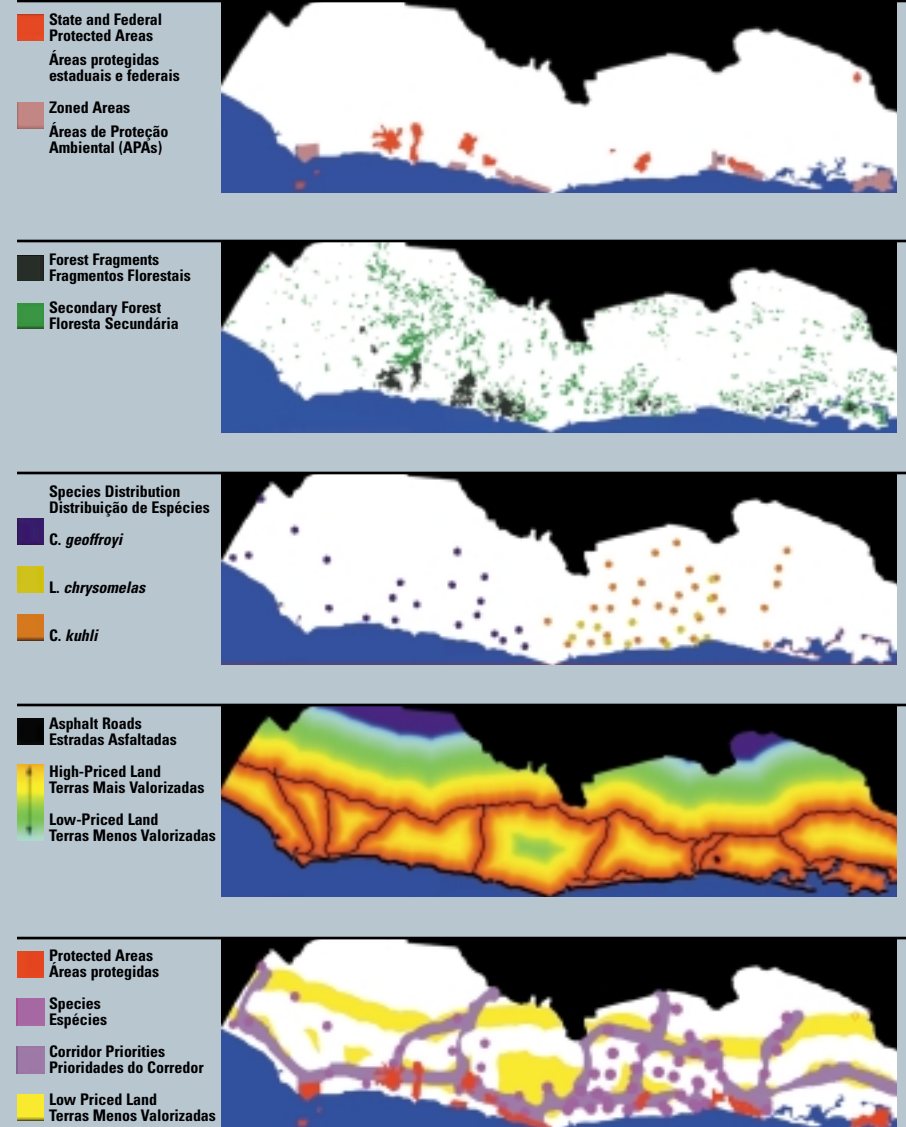 State and Federal
Protected Areas
Áreas protegidas
estaduais e federais
Zoned Areas
Áreas de Proteção
Ambiental (APAs)
Forest Fragments
Fragmentos Florestais
Secondary Forest
Floresta Secundária
Species Distribution
Distribuição de Espécies
C. geoffroyi
L. chrysomelas
C. kuhli
Asphalt Roads
Estradas Asfaltadas
High-Priced Land
Terras Mais Valorizadas
Low-Priced Land
Terras Menos Valorizadas
Protected Areas
Áreas protegidas
Species
Espécies
Corridor Priorities
Prioridades do Corredor
Low Priced Land
Terras Menos Valorizadas